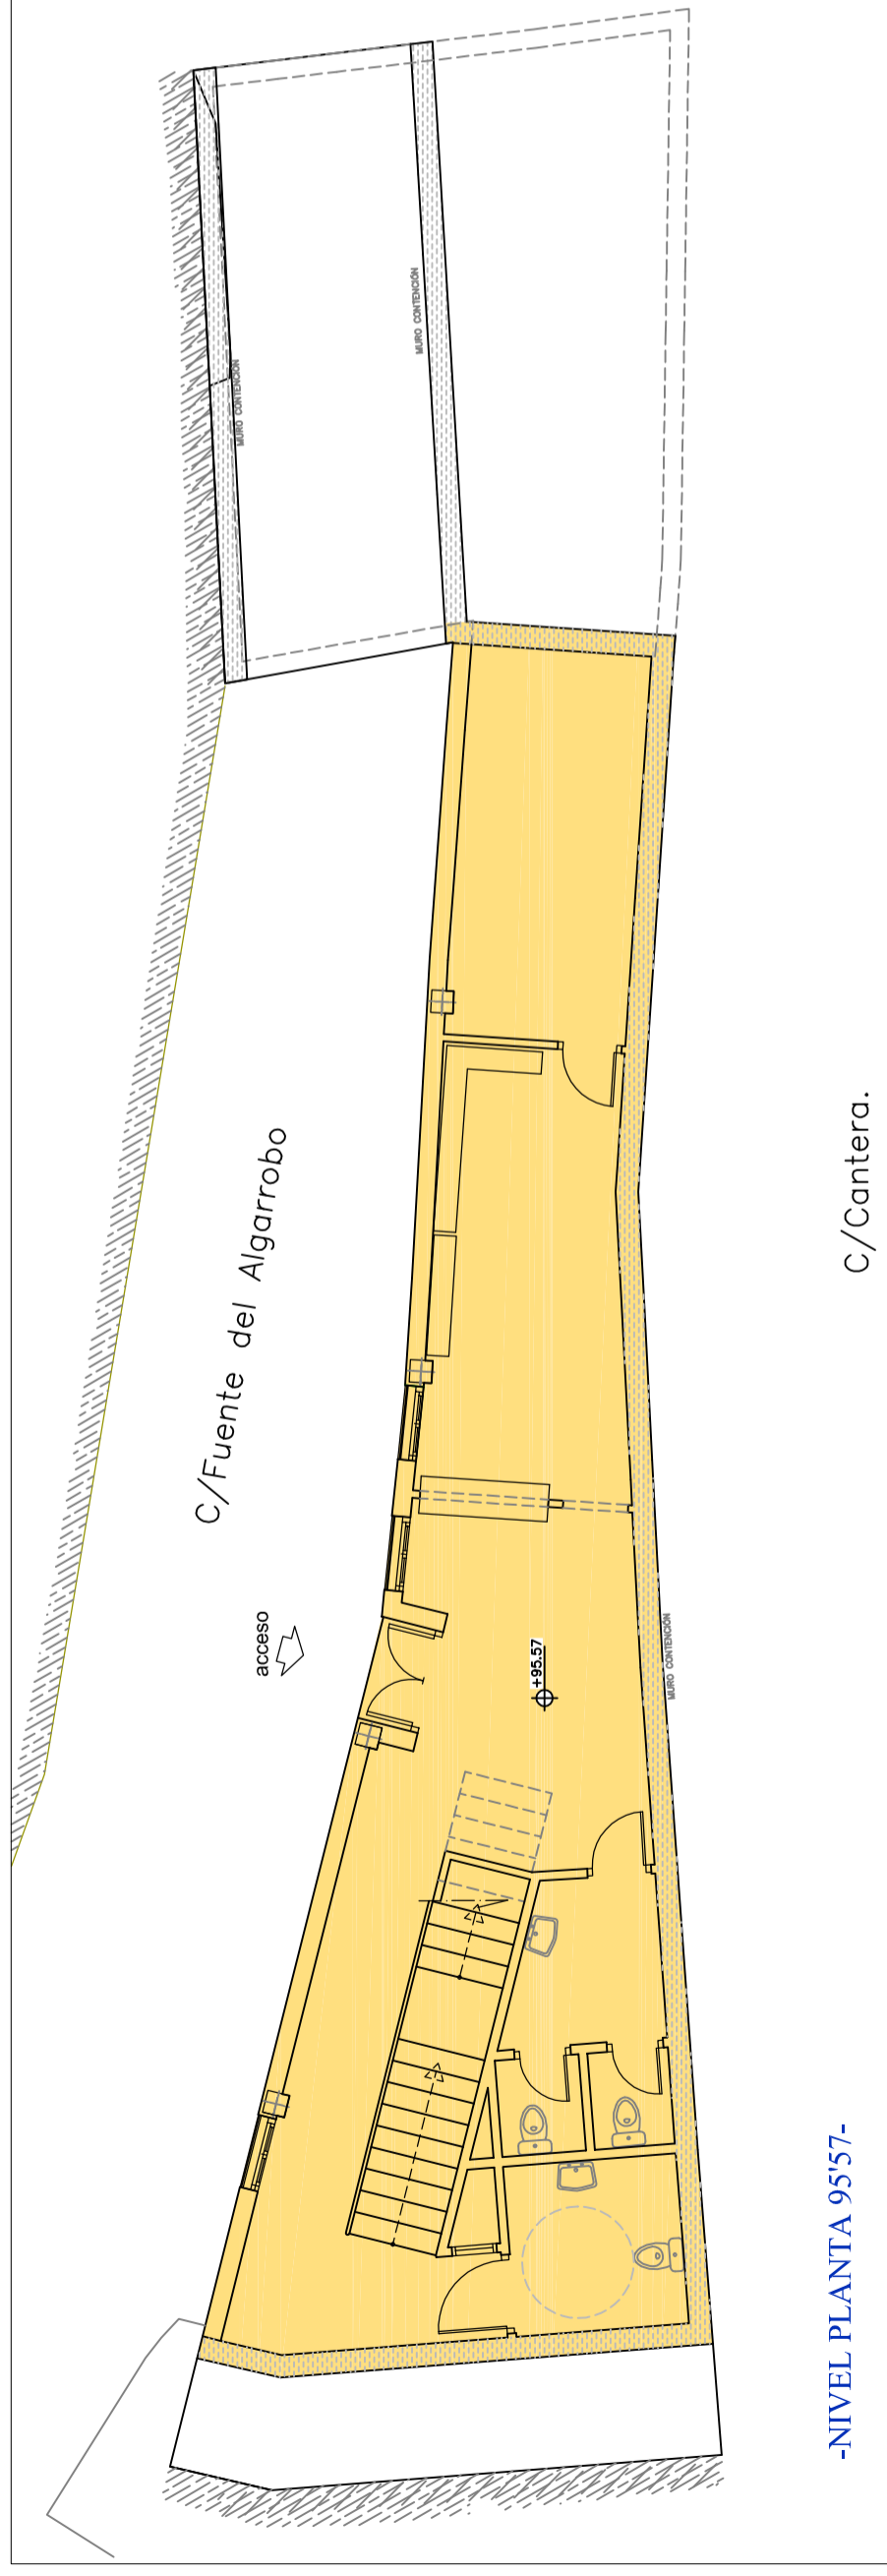 MURO CONTENCIÓN
MURO CONTENCIÓN
C/Fuente del Algarrobo
acceso
+95.57
MURO CONTENCIÓN
C/Cantera.
-NIVEL PLANTA 95'57-